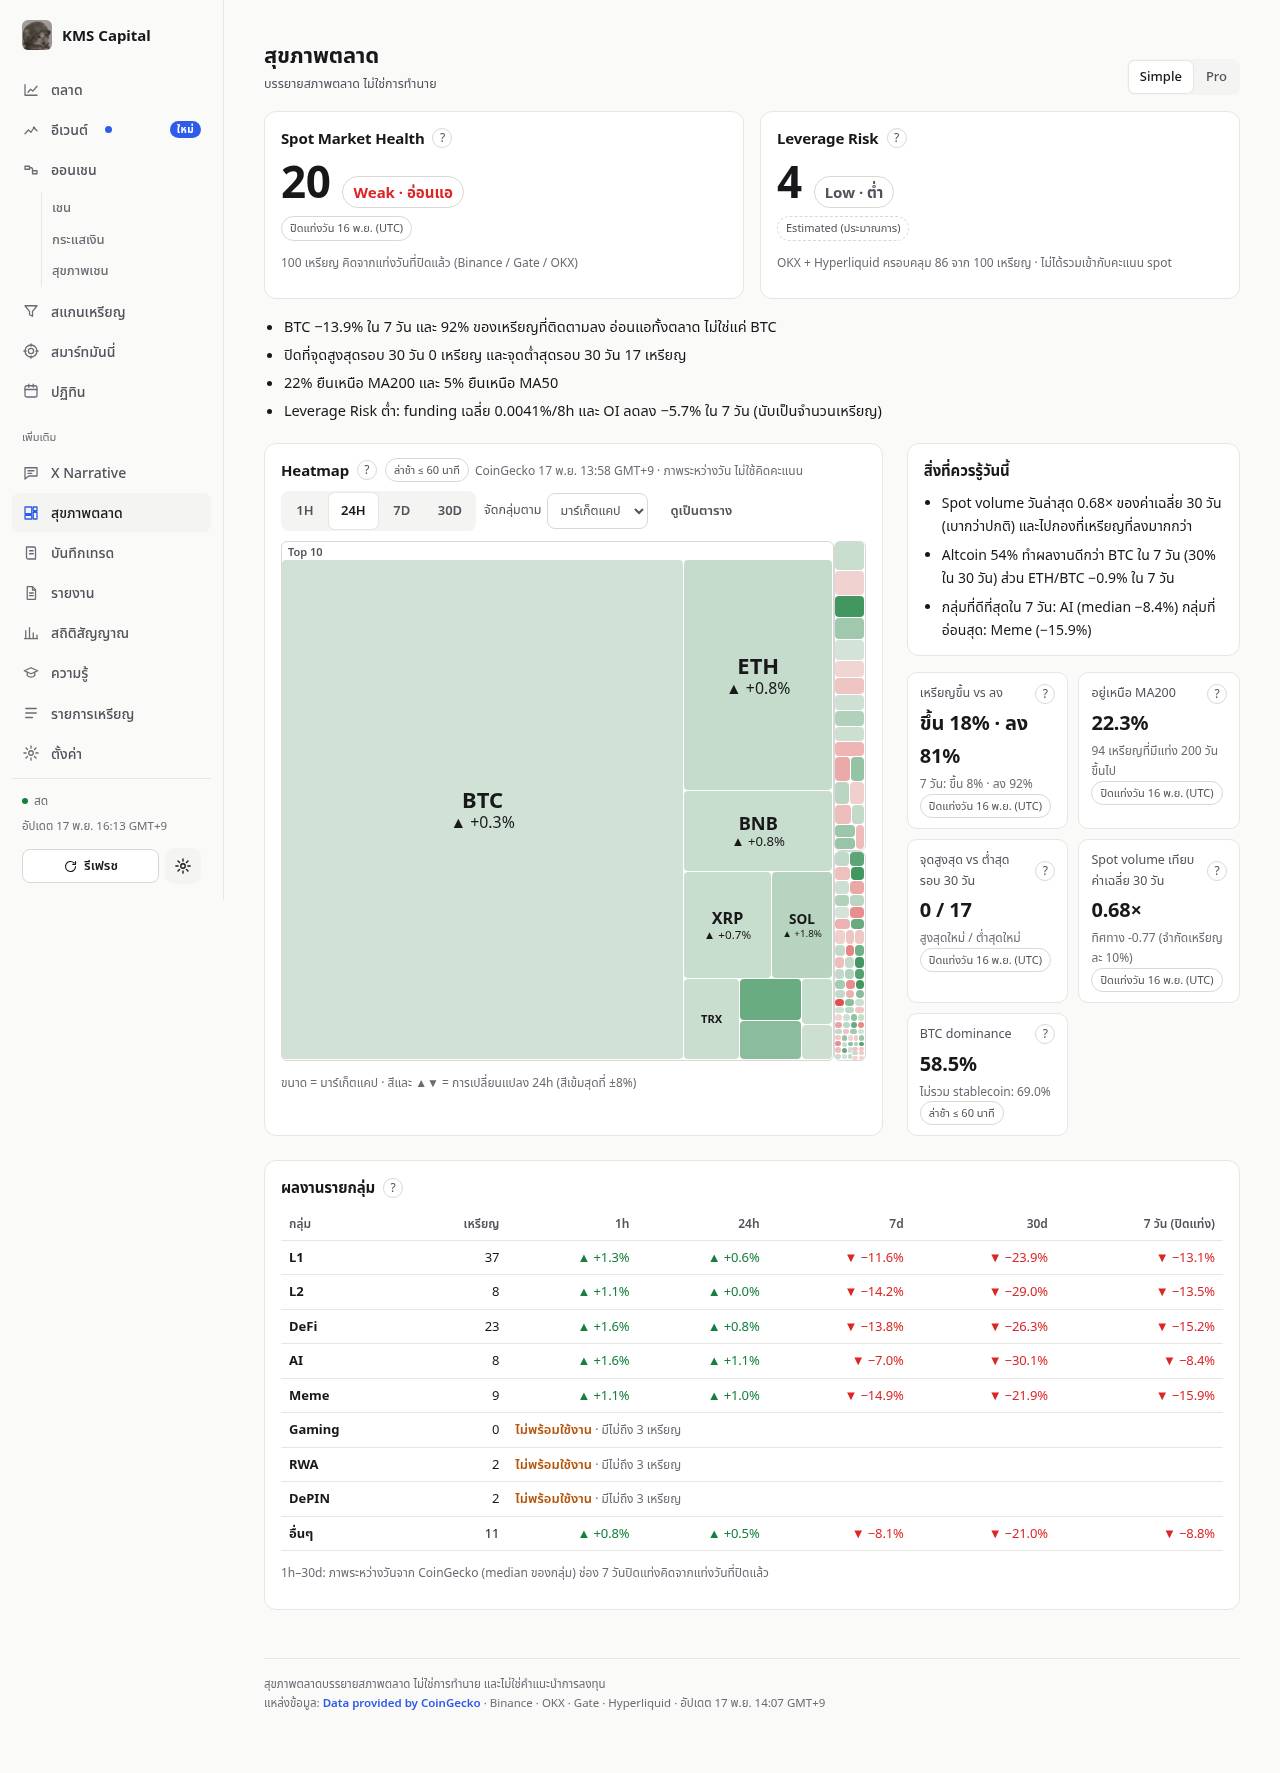 KMS Capital
ตลาด
อีเวนต์
ใหม่
ออนเชน
เชน
กระแสเงิน
สุขภาพเชน
สแกนเหรียญ
สมาร์ทมันนี่
ปฏิทิน
เพิ่มเติม
X Narrative
สุขภาพตลาด
บันทึกเทรด
รายงาน
สถิติสัญญาณ
ความรู้
รายการเหรียญ
ตั้งค่า
สด
อัปเดต 17 พ.ย. 16:13 GMT+9
รีเฟรช
สุขภาพตลาด
บรรยายสภาพตลาด ไม่ใช่การทำนาย
Simple
Pro
Spot Market Health ?
20 Weak · อ่อนแอ
ปิดแท่งวัน 16 พ.ย. (UTC)
100 เหรียญ คิดจากแท่งวันที่ปิดแล้ว (Binance / Gate / OKX)
Leverage Risk ?
4 Low · ต่ำ
Estimated (ประมาณการ)
OKX + Hyperliquid ครอบคลุม 86 จาก 100 เหรียญ · ไม่ได้รวมเข้ากับคะแนน spot
• BTC −13.9% ใน 7 วัน และ 92% ของเหรียญที่ติดตามลง อ่อนแอทั้งตลาด ไม่ใช่แค่ BTC
• ปิดที่จุดสูงสุดรอบ 30 วัน 0 เหรียญ และจุดต่ำสุดรอบ 30 วัน 17 เหรียญ
• 22% ยืนเหนือ MA200 และ 5% ยืนเหนือ MA50
• Leverage Risk ต่ำ: funding เฉลี่ย 0.0041%/8h และ OI ลดลง −5.7% ใน 7 วัน (นับเป็นจำนวนเหรียญ)
Heatmap ? ล่าช้า ≤ 60 นาที CoinGecko 17 พ.ย. 13:58 GMT+9 · ภาพระหว่างวัน ไม่ใช้คิดคะแนน
1H 24H 7D 30D จัดกลุ่มตาม มาร์เก็ตแคป ดูเป็นตาราง
Top 10
BTC
▲ +0.3%
ETH
▲ +0.8%
BNB
▲ +0.8%
XRP
▲ +0.7%
SOL
▲ +1.8%
TRX
ขนาด = มาร์เก็ตแคป · สีและ ▲▼ = การเปลี่ยนแปลง 24h (สีเข้มสุดที่ ±8%)
สิ่งที่ควรรู้วันนี้
• Spot volume วันล่าสุด 0.68× ของค่าเฉลี่ย 30 วัน
(เบากว่าปกติ) และไปกองที่เหรียญที่ลงมากกว่า
• Altcoin 54% ทำผลงานดีกว่า BTC ใน 7 วัน (30%
ใน 30 วัน) ส่วน ETH/BTC −0.9% ใน 7 วัน
• กลุ่มที่ดีที่สุดใน 7 วัน: AI (median −8.4%) กลุ่มที่
อ่อนสุด: Meme (−15.9%)
เหรียญขึ้น vs ลง ?
ขึ้น 18% · ลง
81%
7 วัน: ขึ้น 8% · ลง 92%
ปิดแท่งวัน 16 พ.ย. (UTC)
อยู่เหนือ MA200 ?
22.3%
94 เหรียญที่มีแท่ง 200 วัน
ขึ้นไป
ปิดแท่งวัน 16 พ.ย. (UTC)
จุดสูงสุด vs ต่ำสุด
รอบ 30 วัน ?
0 / 17
สูงสุดใหม่ / ต่ำสุดใหม่
ปิดแท่งวัน 16 พ.ย. (UTC)
Spot volume เทียบ
ค่าเฉลี่ย 30 วัน ?
0.68×
ทิศทาง -0.77 (จำกัดเหรียญ
ละ 10%)
ปิดแท่งวัน 16 พ.ย. (UTC)
BTC dominance ?
58.5%
ไม่รวม stablecoin: 69.0%
ล่าช้า ≤ 60 นาที
ผลงานรายกลุ่ม ?
กลุ่ม เหรียญ 1h 24h 7d 30d 7 วัน (ปิดแท่ง)
L1 37 ▲ +1.3% ▲ +0.6% ▼ −11.6% ▼ −23.9% ▼ −13.1%
L2 8 ▲ +1.1% ▲ +0.0% ▼ −14.2% ▼ −29.0% ▼ −13.5%
DeFi 23 ▲ +1.6% ▲ +0.8% ▼ −13.8% ▼ −26.3% ▼ −15.2%
AI 8 ▲ +1.6% ▲ +1.1% ▼ −7.0% ▼ −30.1% ▼ −8.4%
Meme 9 ▲ +1.1% ▲ +1.0% ▼ −14.9% ▼ −21.9% ▼ −15.9%
Gaming 0 ไม่พร้อมใช้งาน · มีไม่ถึง 3 เหรียญ
RWA 2 ไม่พร้อมใช้งาน · มีไม่ถึง 3 เหรียญ
DePIN 2 ไม่พร้อมใช้งาน · มีไม่ถึง 3 เหรียญ
อื่นๆ 11 ▲ +0.8% ▲ +0.5% ▼ −8.1% ▼ −21.0% ▼ −8.8%
1h–30d: ภาพระหว่างวันจาก CoinGecko (median ของกลุ่ม) ช่อง 7 วันปิดแท่งคิดจากแท่งวันที่ปิดแล้ว
สุขภาพตลาดบรรยายสภาพตลาด ไม่ใช่การทำนาย และไม่ใช่คำแนะนำการลงทุน
แหล่งข้อมูล: Data provided by CoinGecko · Binance · OKX · Gate · Hyperliquid · อัปเดต 17 พ.ย. 14:07 GMT+9